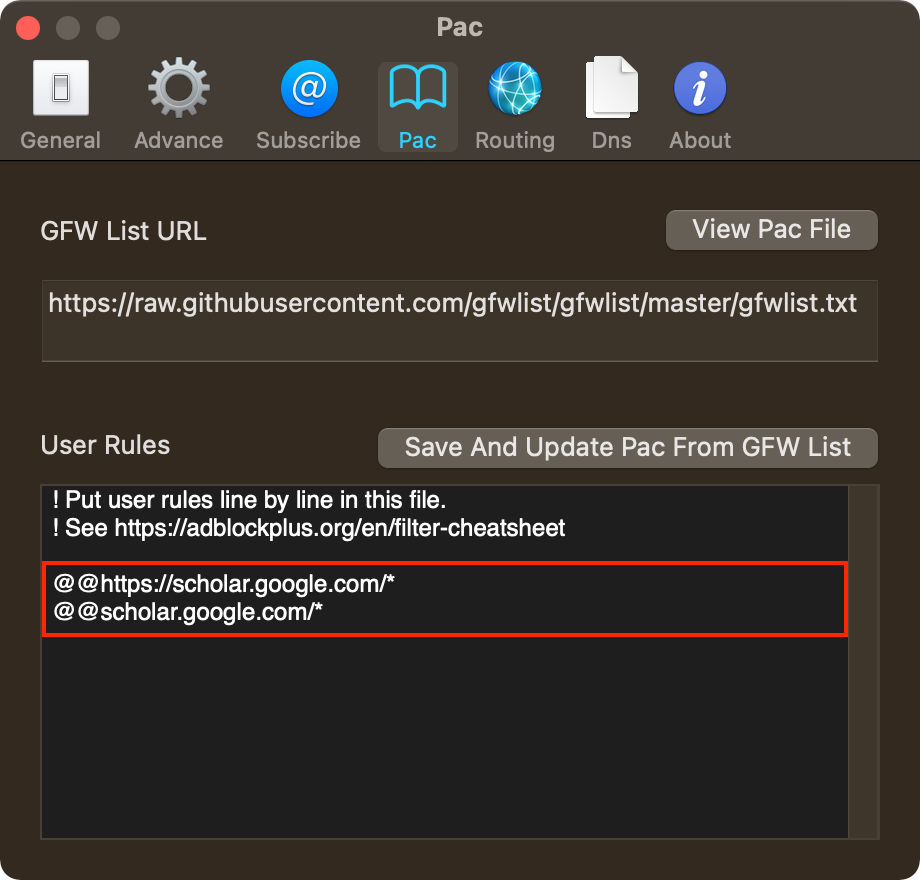 Pac
General
Advance
Subscribe
Pac
Routing
Dns
About
GFW List URL
View Pac File
https://raw.githubusercontent.com/gfwlist/gfwlist/master/gfwlist.txt
User Rules
Save And Update Pac From GFW List
! Put user rules line by line in this file.
! See https://adblockplus.org/en/filter-cheatsheet
@@https://scholar.google.com/*
@@scholar.google.com/*